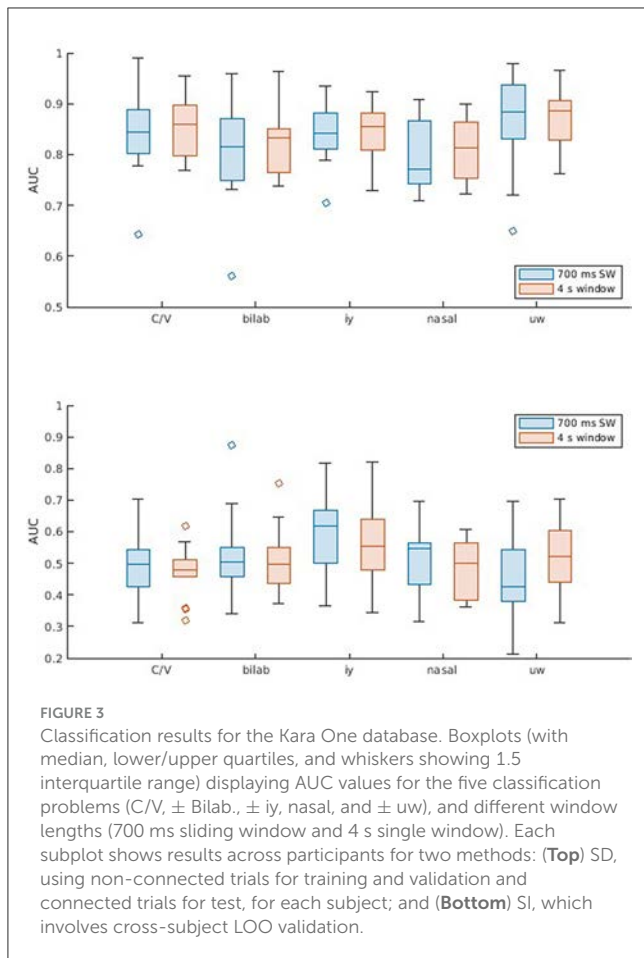 1
0.9
0.8
AUC
0.7
0.6
0.5
C/V bilab iy nasal uw
700 ms SW
4 s window
1
0.9
0.8
0.7
0.6
AUC
0.5
0.4
0.3
0.2
C/V bilab iy nasal uw
700 ms SW
4 s window
FIGURE 3
Classification results for the Kara One database. Boxplots (with
median, lower/upper quartiles, and whiskers showing 1.5
interquartile range) displaying AUC values for the five classification
problems (C/V, ± Bilab., ± iy, nasal, and ± uw), and different window
lengths (700 ms sliding window and 4 s single window). Each
subplot shows results across participants for two methods: (Top) SD,
using non-connected trials for training and validation and
connected trials for test, for each subject; and (Bottom) SI, which
involves cross-subject LOO validation.